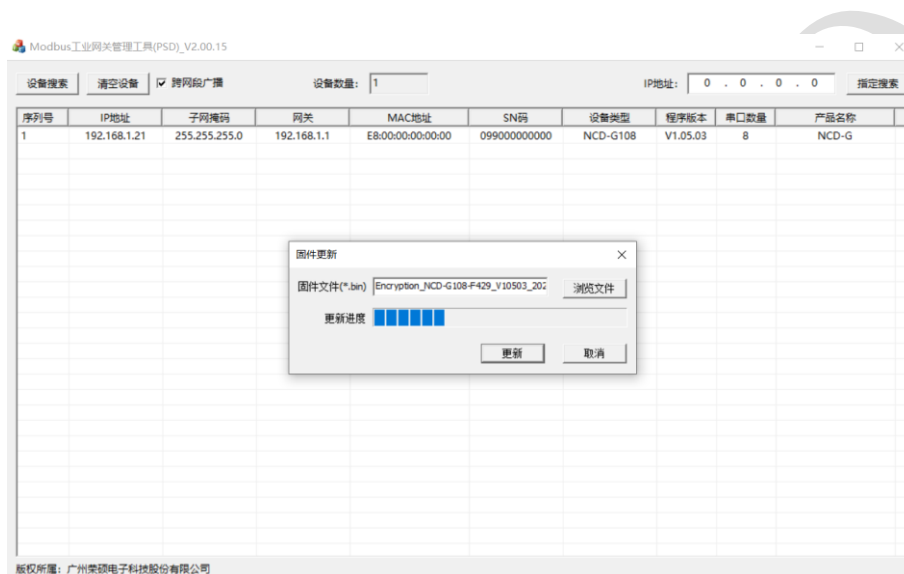 Modbus工业网关管理工具(PSD)_V2.00.15
设备搜索 清空设备 跨网段广播 设备数量: 1 IP地址: 0 . 0 . 0 . 0 指定搜索
序列号 IP地址 子网掩码 网关 MAC地址 SN码 设备类型 程序版本 串口数量 产品名称
1 192.168.1.21 255.255.255.0 192.168.1.1 E8:00:00:00:00:00 099000000000 NCD-G108 V1.05.03 8 NCD-G
固件更新
固件文件(*.bin) Encryption_NCD-G108-F429_V10503_202 浏览文件
更新进度
更新 取消
版权所属：广州荣硕电子科技股份有限公司